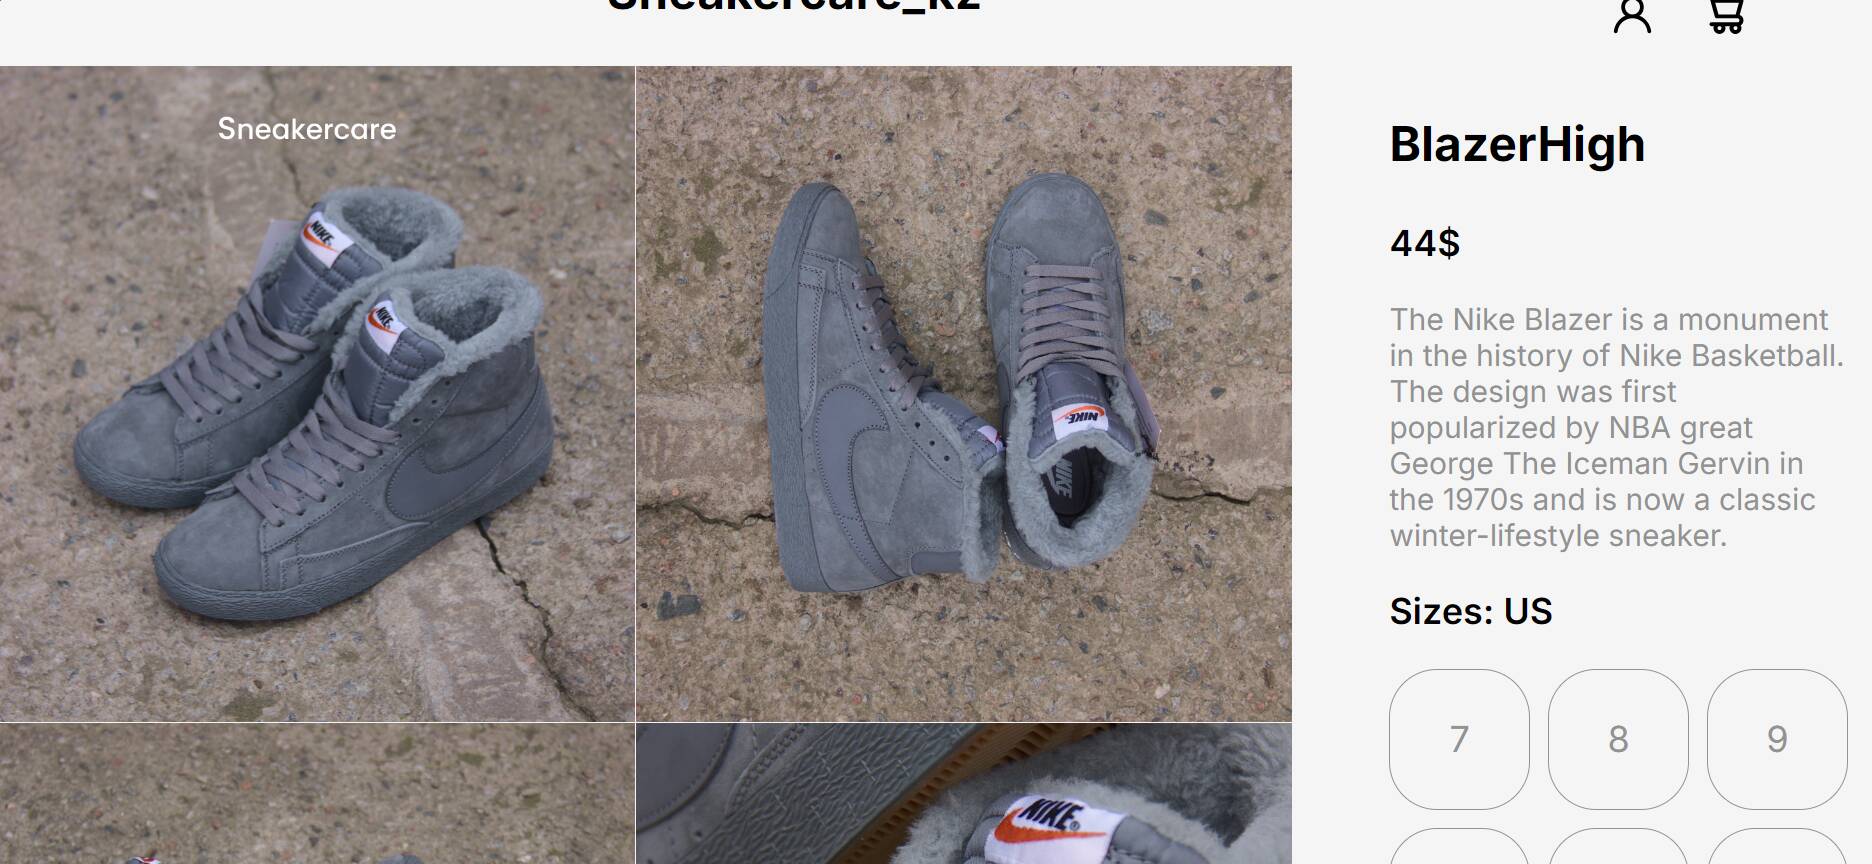 Sneakercare_kz
Sneakercare
NIKE
NIKE
NIKE
NIKE
BlazerHigh
44$
The Nike Blazer is a monument
in the history of Nike Basketball.
The design was first
popularized by NBA great
George The Iceman Gervin in
the 1970s and is now a classic
winter-lifestyle sneaker.
Sizes: US
7 8 9
NIKE®